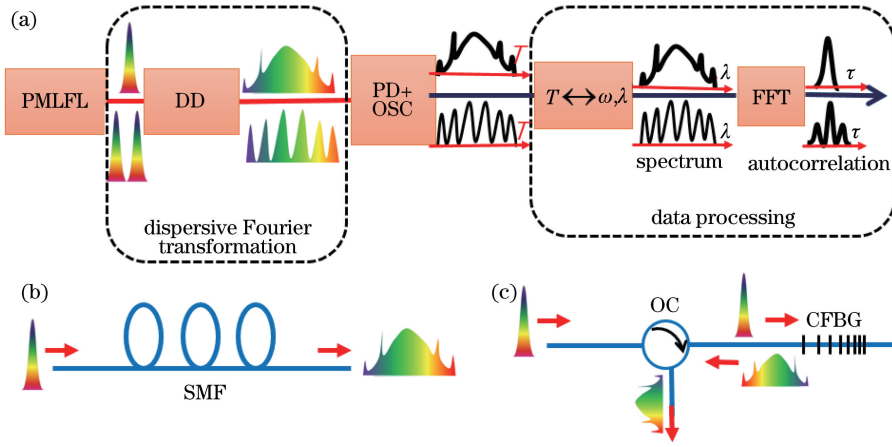 (a)
PMLFL
DD
PD+
OSC
T
T
T ↔ ω,λ
λ
λ
FFT
τ
τ
spectrum
autocorrelation
dispersive Fourier
transformation
data processing
(b)
SMF
(c)
OC
CFBG